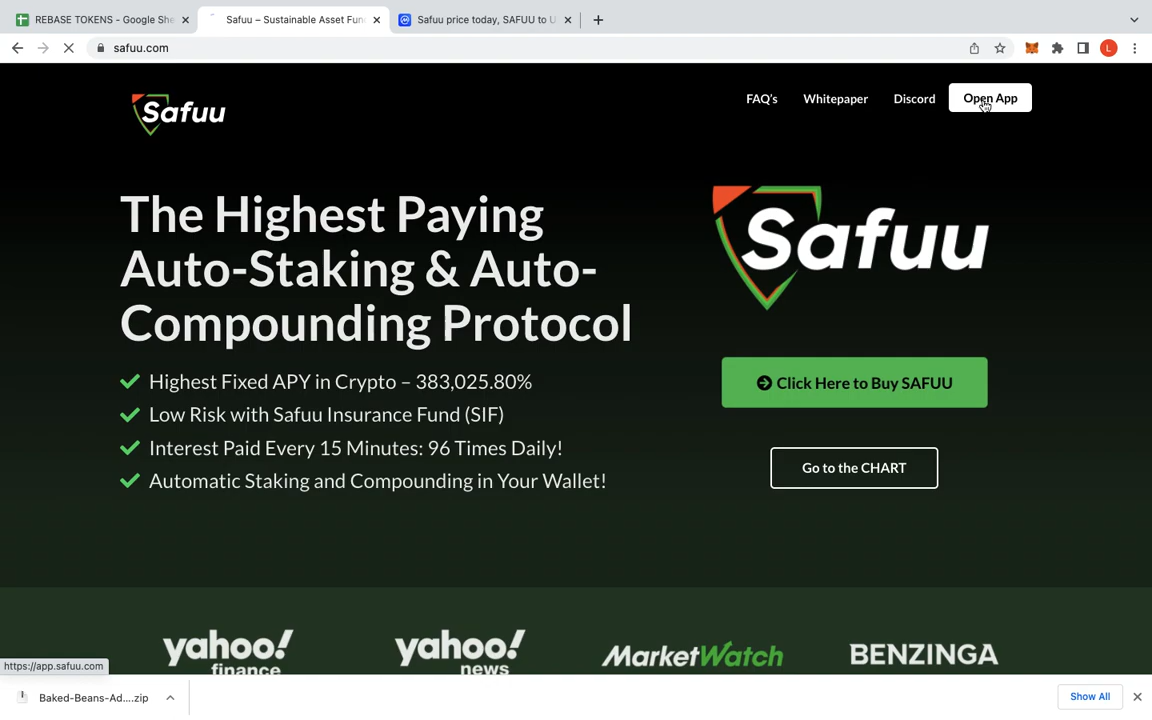 REBASE TOKENS - Google She
Safuu – Sustainable Asset Fun
Safuu price today, SAFUU to U
safuu.com
L
Safuu
FAQ's
Whitepaper
Discord
Open App
The Highest Paying
Auto-Staking & Auto-
Compounding Protocol
Safuu
Highest Fixed APY in Crypto – 383,025.80%
Low Risk with Safuu Insurance Fund (SIF)
Interest Paid Every 15 Minutes: 96 Times Daily!
Automatic Staking and Compounding in Your Wallet!
Click Here to Buy SAFUU
Go to the CHART
yahoo!
finance
yahoo!
news
MarketWatch
BENZINGA
https://app.safuu.com
Baked-Beans-Ad....zip
Show All